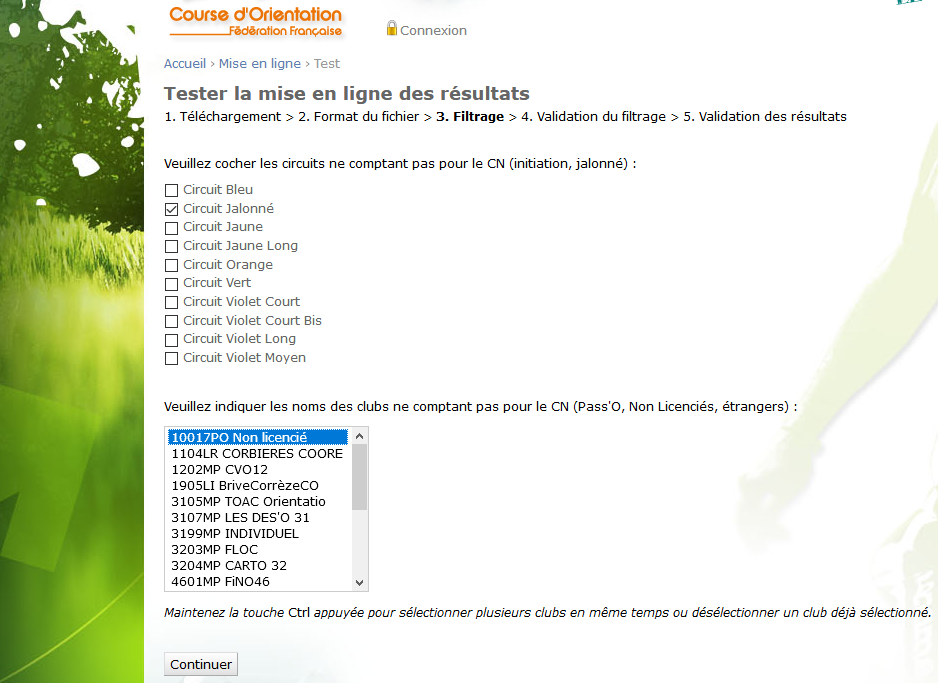 Course d'Orientation
Fédération Française
Connexion
Accueil › Mise en ligne › Test
Tester la mise en ligne des résultats
1. Téléchargement > 2. Format du fichier > 3. Filtrage > 4. Validation du filtrage > 5. Validation des résultats
Veuillez cocher les circuits ne comptant pas pour le CN (initiation, jalonné) :
Circuit Bleu
Circuit Jalonné
Circuit Jaune
Circuit Jaune Long
Circuit Orange
Circuit Vert
Circuit Violet Court
Circuit Violet Court Bis
Circuit Violet Long
Circuit Violet Moyen
Veuillez indiquer les noms des clubs ne comptant pas pour le CN (Pass'O, Non Licenciés, étrangers) :
10017PO Non licencié
1104LR CORBIERES COORE
1202MP CVO12
1905LI BriveCorrèzeCO
3105MP TOAC Orientatio
3107MP LES DES'O 31
3199MP INDIVIDUEL
3203MP FLOC
3204MP CARTO 32
4601MP FiNO46
Maintenez la touche Ctrl appuyée pour sélectionner plusieurs clubs en même temps ou désélectionner un club déjà sélectionné.
Continuer